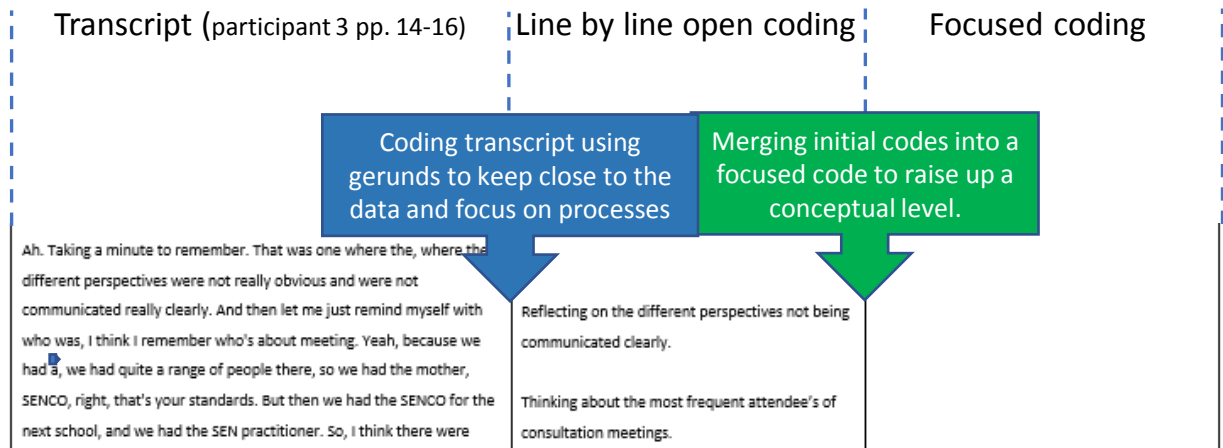 Transcript (participant 3 pp. 14-16)
Line by line open coding
Focused coding
Coding transcript using
gerunds to keep close to the
data and focus on processes
Merging initial codes into a
focused code to raise up a
conceptual level.
Ah. Taking a minute to remember. That was one where the, where the
different perspectives were not really obvious and were not
communicated really clearly. And then let me just remind myself with
who was, I think I remember who's about meeting. Yeah, because we
had a, we had quite a range of people there, so we had the mother,
SENCO, right, that's your standards. But then we had the SENCO for the
next school, and we had the SEN practitioner. So, I think there were
Reflecting on the different perspectives not being
communicated clearly.
Thinking about the most frequent attendee's of
consultation meetings.